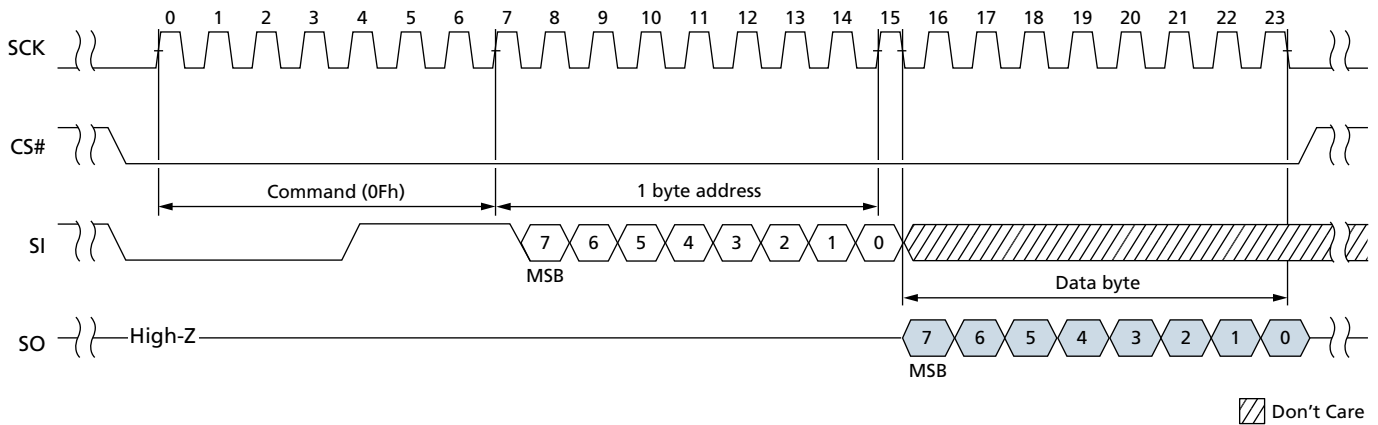 0 1 2 3 4 5 6 7 8 9 10 11 12 13 14 15 16 17 18 19 20 21 22 23
SCK
CS#
Command (0Fh) 1 byte address
SI 7 6 5 4 3 2 1 0
MSB
Data byte
SO High-Z 7 6 5 4 3 2 1 0
MSB
Don't Care